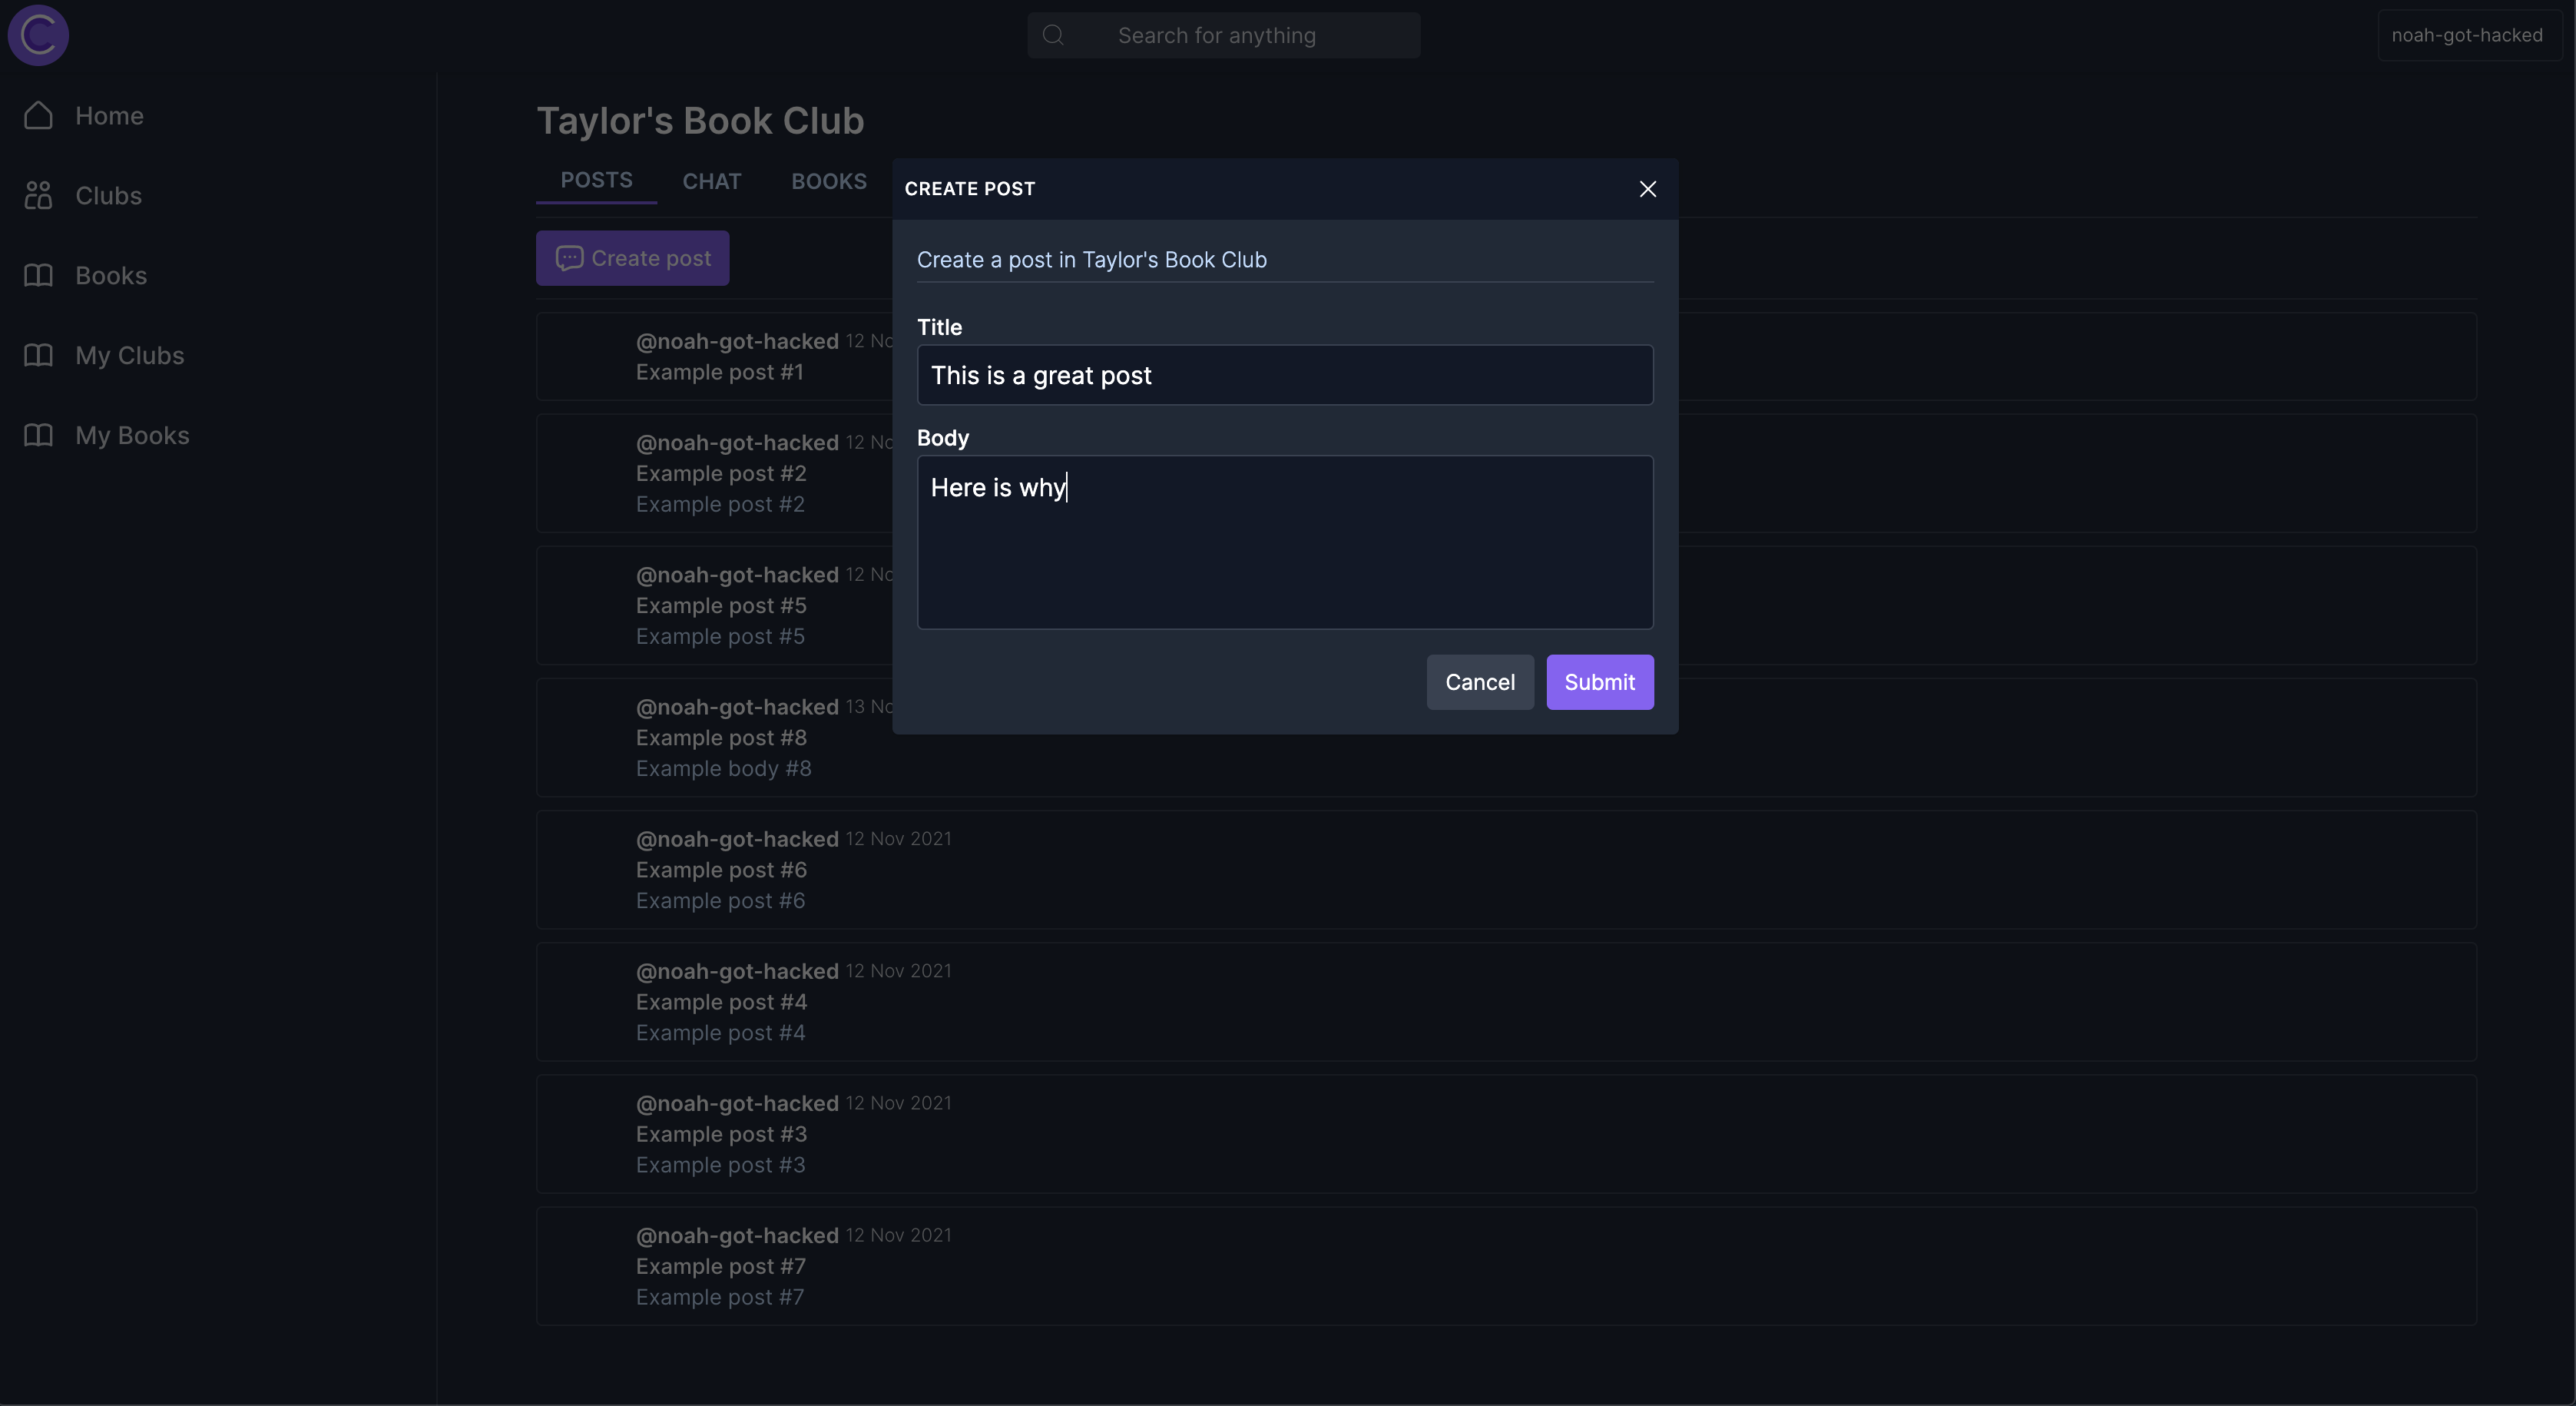 C
Search for anything
noah-got-hacked
Home
Clubs
Books
My Clubs
My Books
Taylor's Book Club
POSTS CHAT BOOKS
Create post
@noah-got-hacked 12
Example post #1
@noah-got-hacked 12
Example post #2
Example post #2
@noah-got-hacked 12
Example post #5
Example post #5
@noah-got-hacked 13
Example post #8
Example body #8
@noah-got-hacked 12 Nov 2021
Example post #6
Example post #6
@noah-got-hacked 12 Nov 2021
Example post #4
Example post #4
@noah-got-hacked 12 Nov 2021
Example post #3
Example post #3
@noah-got-hacked 12 Nov 2021
Example post #7
Example post #7
CREATE POST
Create a post in Taylor's Book Club
Title
This is a great post
Body
Here is why
Cancel Submit